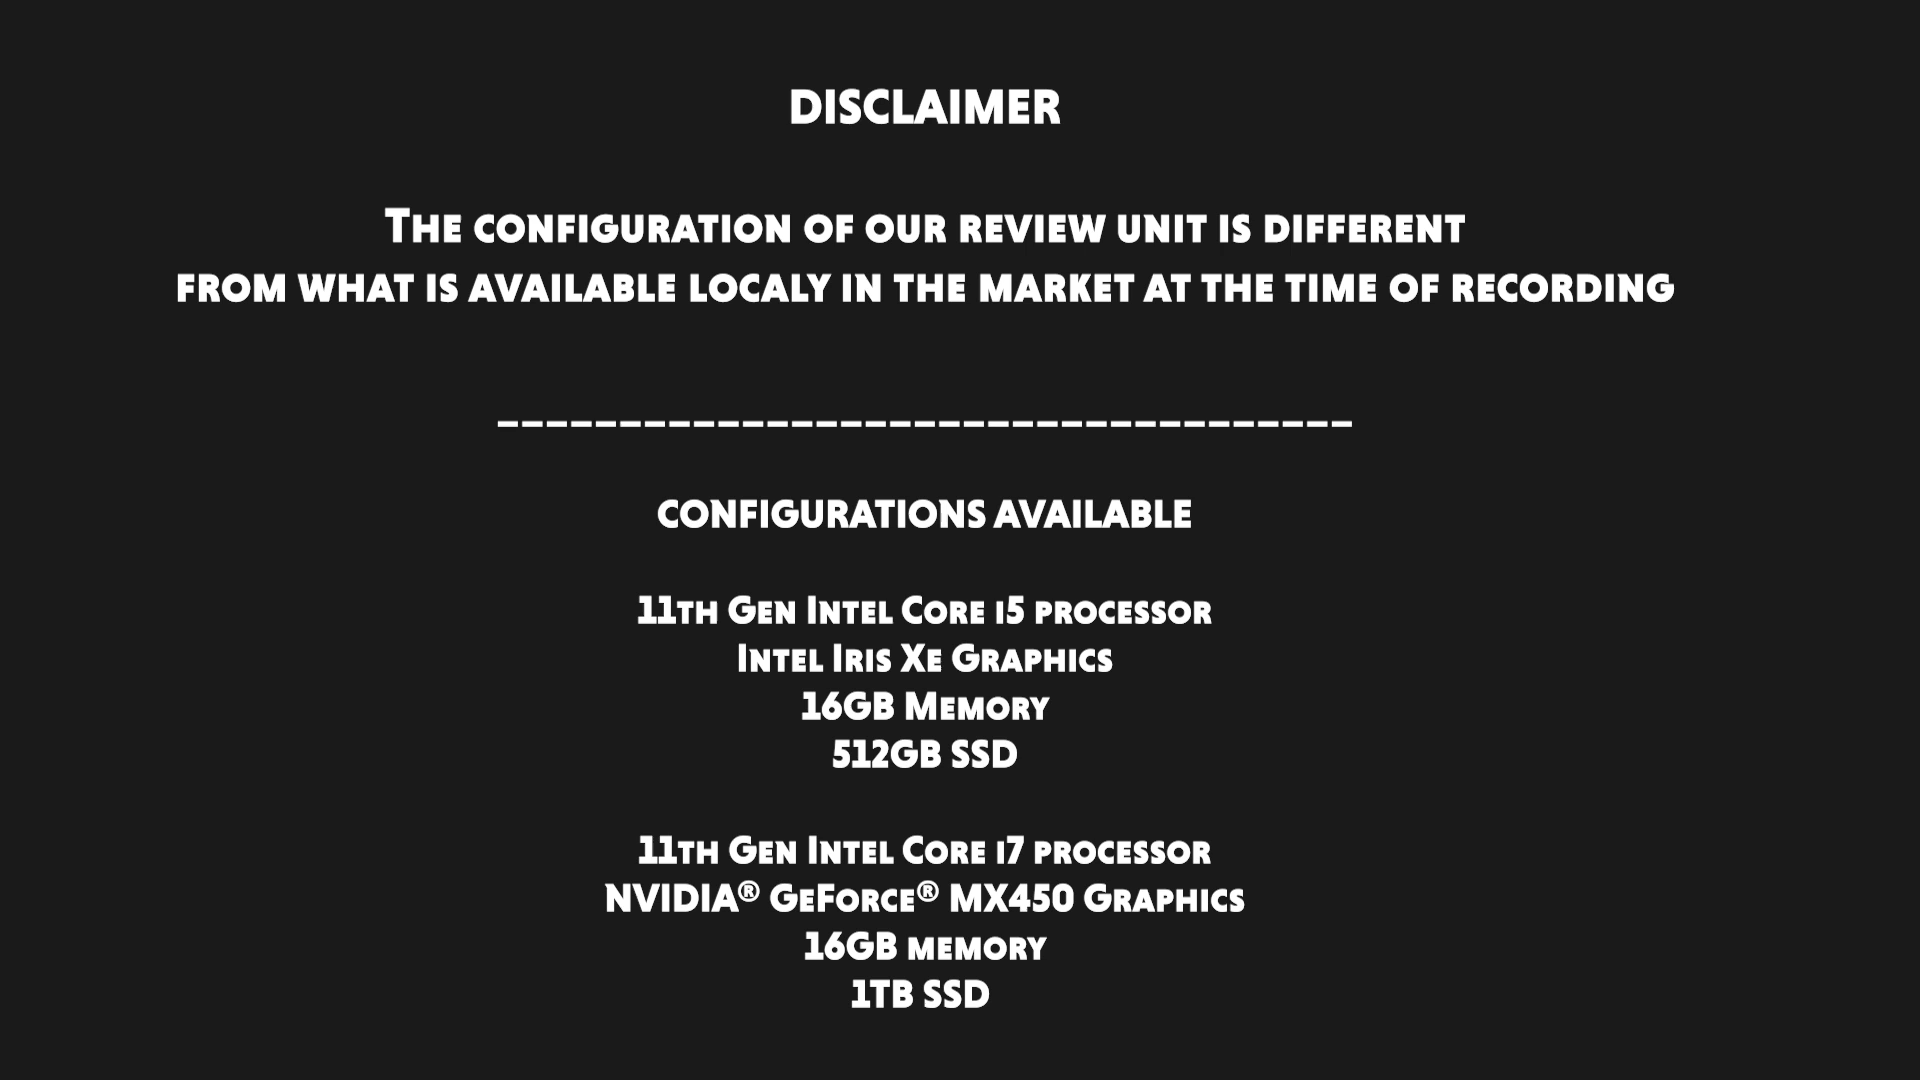 DISCLAIMER
The configuration of our review unit is different
from what is available localy in the market at the time of recording
-----------------------------------
CONFIGURATIONS AVAILABLE
11th Gen Intel Core i5 processor
Intel Iris Xe Graphics
16GB Memory
512GB SSD
11th Gen Intel Core i7 processor
NVIDIA® GeForce® MX450 Graphics
16GB memory
1TB SSD